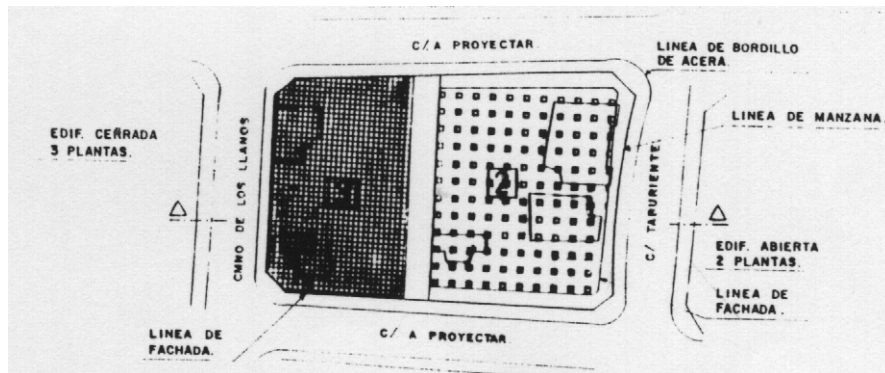 C/A PROYECTAR
LINEA DE BORDILLO
DE ACERA.
LINEA DE MANZANA.
EDIF. CERRADA
3 PLANTAS.
CMNO DE LOS LLANOS
2
C/ TABURIENTE
EDIF. ABIERTA
2 PLANTAS.
LINEA DE
FACHADA.
LINEA DE
FACHADA.
C/ A PROYECTAR